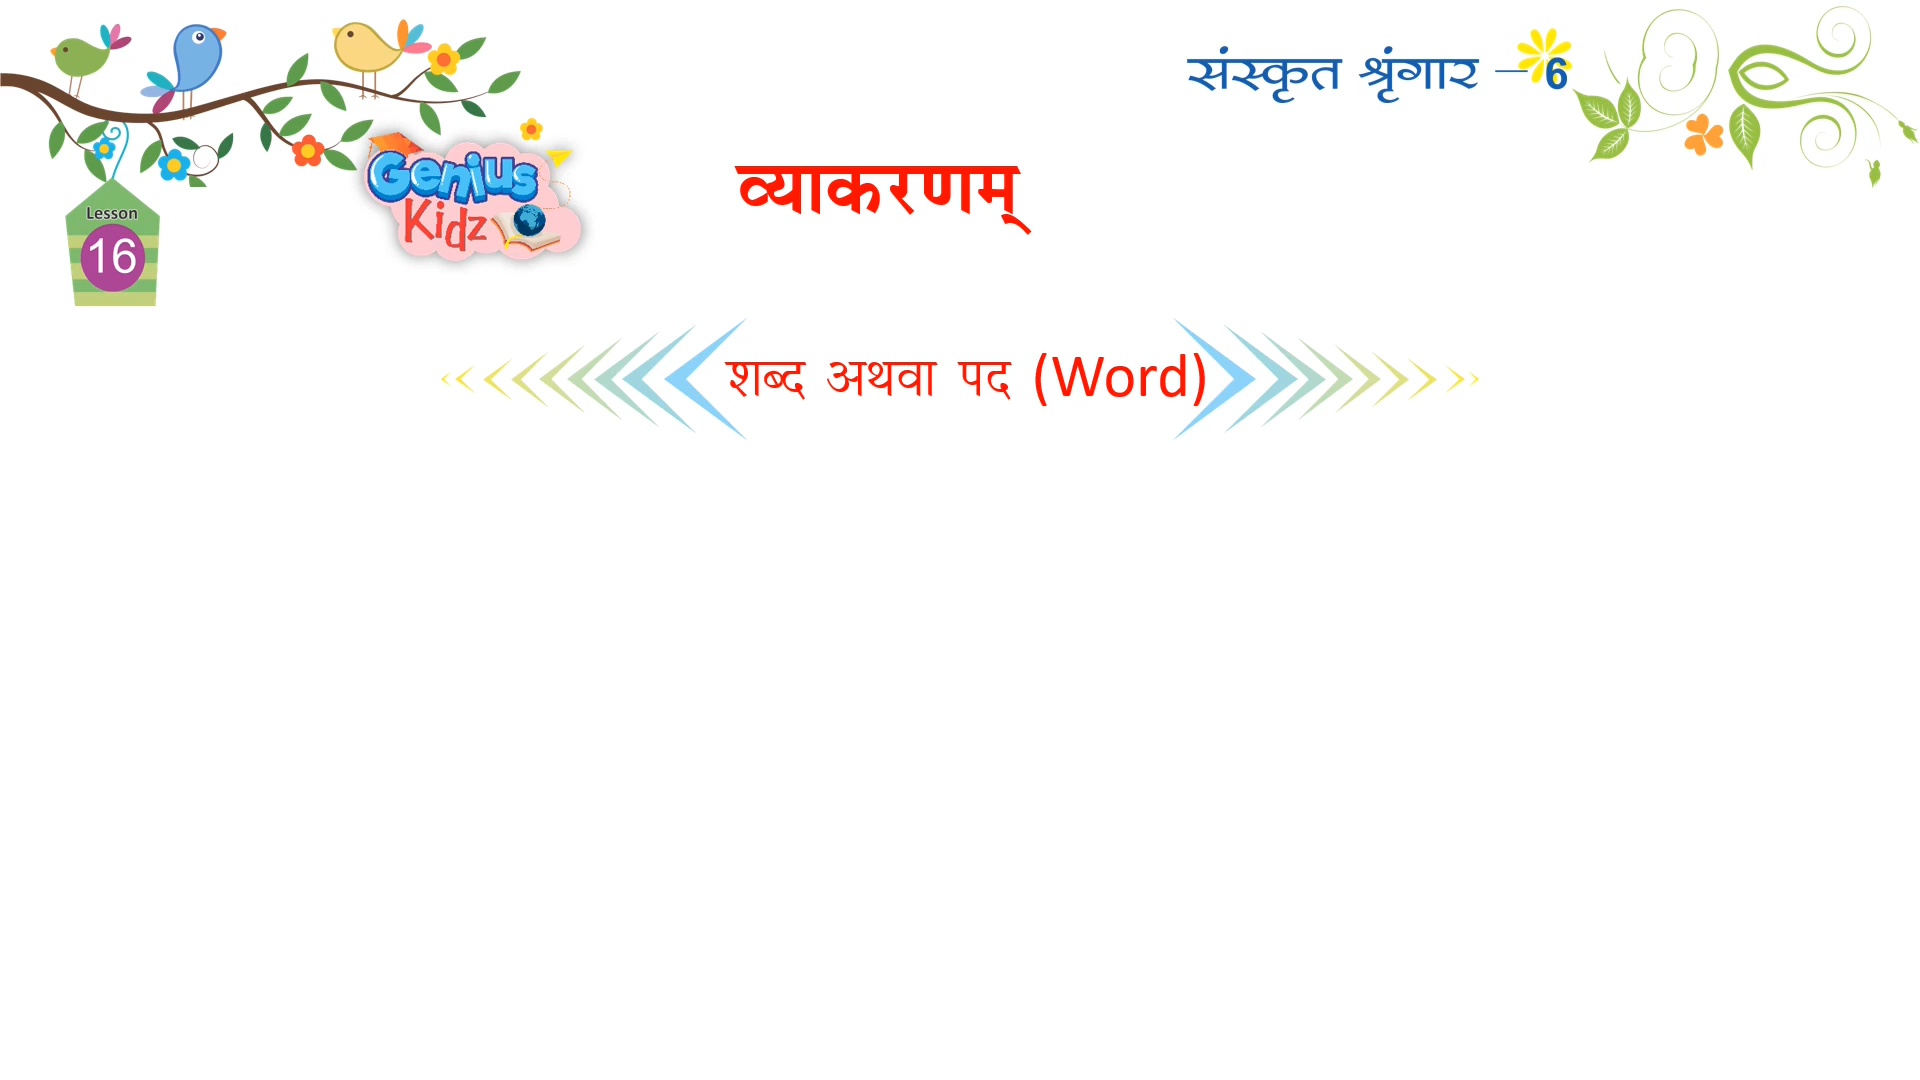 संस्कृत श्रृंगार – 6
Genius
Kidz
व्याकरणम्
Lesson
16
शब्द अथवा पद (Word)